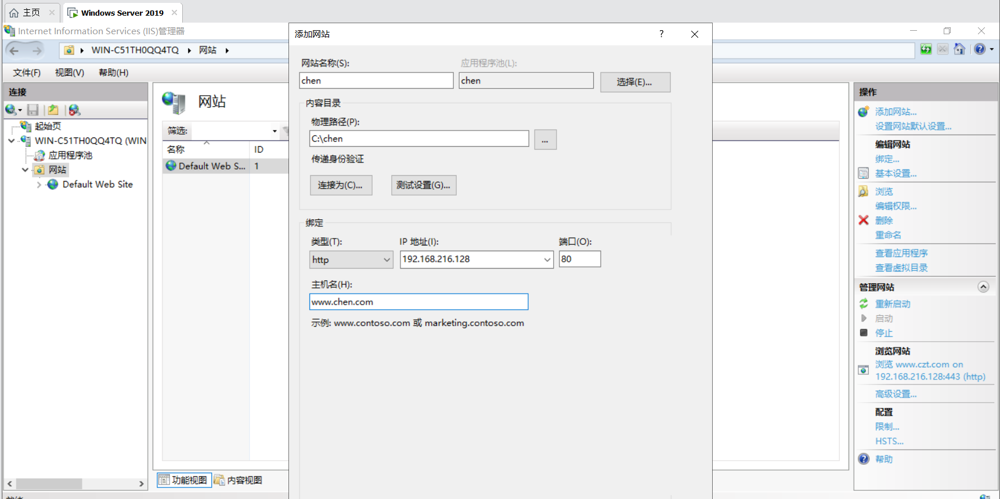 主页
Windows Server 2019
Internet Information Services (IIS)管理器
WIN-C51TH0QQ4TQ
网站
文件(F)
视图(V)
帮助(H)
连接
起始页
WIN-C51TH0QQ4TQ (WIN
应用程序池
网站
Default Web Site
网站
筛选:
名称
ID
Default Web S...
1
功能视图
内容视图
添加网站
?
网站名称(S):
应用程序池(L):
chen
chen
选择(E)...
内容目录
物理路径(P):
C:\chen
...
传递身份验证
连接为(C)...
测试设置(G)...
绑定
类型(T):
IP 地址(I):
端口(O):
http
192.168.216.128
80
主机名(H):
www.chen.com
示例: www.contoso.com 或 marketing.contoso.com
操作
添加网站...
设置网站默认设置...
编辑网站
绑定...
基本设置...
浏览
编辑权限...
删除
重命名
查看应用程序
查看虚拟目录
管理网站
重新启动
启动
停止
浏览网站
浏览 www.czt.com on
192.168.216.128:443 (http)
高级设置...
配置
限制...
HSTS...
帮助